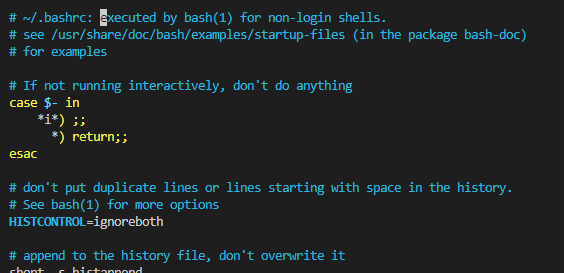 # ~/.bashrc: executed by bash(1) for non-login shells.
# see /usr/share/doc/bash/examples/startup-files (in the package bash-doc)
# for examples

# If not running interactively, don't do anything
case $- in
    *i*) ;;
      *) return;;
esac

# don't put duplicate lines or lines starting with space in the history.
# See bash(1) for more options
HISTCONTROL=ignoreboth

# append to the history file, don't overwrite it
shopt -s histappend